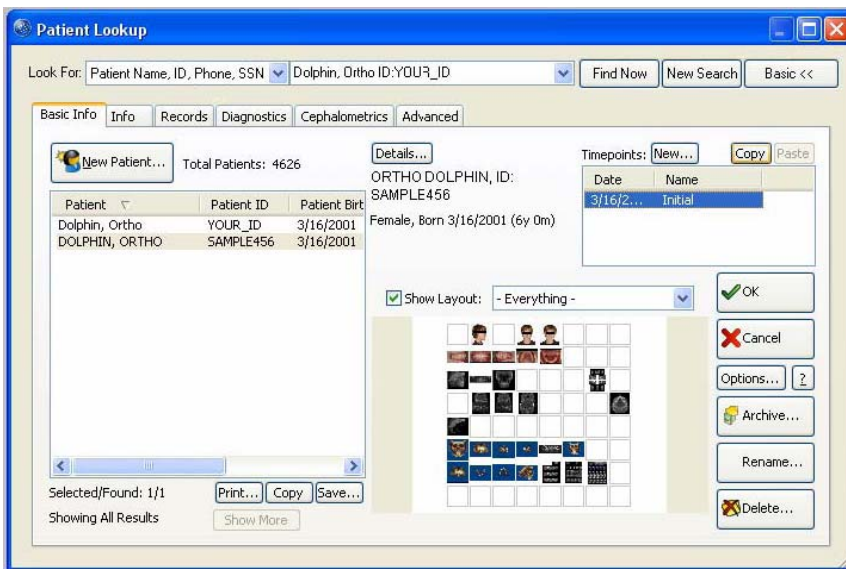 Patient Lookup
Look For: Patient Name, ID, Phone, SSN Dolphin, Ortho ID:YOUR_ID Find Now New Search Basic <<
Basic Info Info Records Diagnostics Cephalometrics Advanced
New Patient... Total Patients: 4626
Patient Patient ID Patient Birt
Dolphin, Ortho YOUR_ID 3/16/2001
DOLPHIN, ORTHO SAMPLE456 3/16/2001
Selected/Found: 1/1 Print... Copy Save...
Showing All Results Show More
Details...
ORTHO DOLPHIN, ID:
SAMPLE456
Female, Born 3/16/2001 (6y 0m)
Timepoints: New... Copy Paste
Date Name
3/16/2... Initial
Show Layout: - Everything -
OK
Cancel
Options... ?
Archive...
Rename...
Delete...